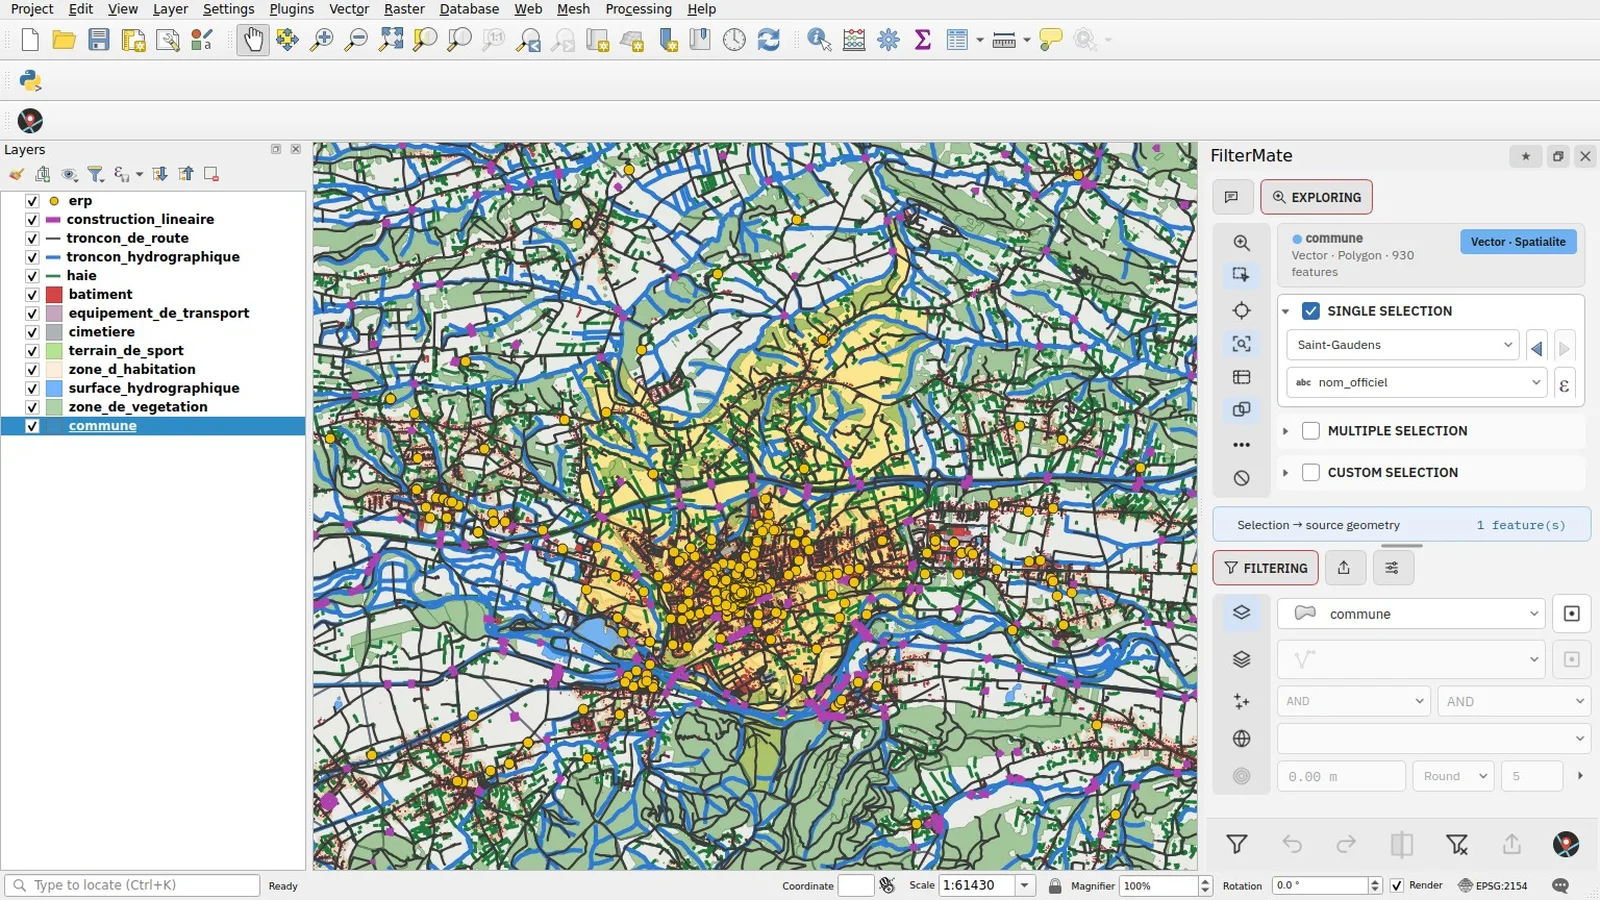 Project Edit View Layer Settings Plugins Vector Raster Database Web Mesh Processing Help
Layers
erp
construction_lineaire
troncon_de_route
troncon_hydrographique
haie
batiment
equipement_de_transport
cimetiere
terrain_de_sport
zone_d_habitation
surface_hydrographique
zone_de_vegetation
commune
FilterMate
EXPLORING
commune
Vector · Polygon · 930
features
Vector · Spatialite
SINGLE SELECTION
Saint-Gaudens
abc nom_officiel
ε
MULTIPLE SELECTION
CUSTOM SELECTION
Selection → source geometry 1 feature(s)
FILTERING
commune
AND AND
0.00 m Round 5
Type to locate (Ctrl+K) Ready Coordinate Scale 1:61430 Magnifier 100% Rotation 0.0 ° Render EPSG:2154